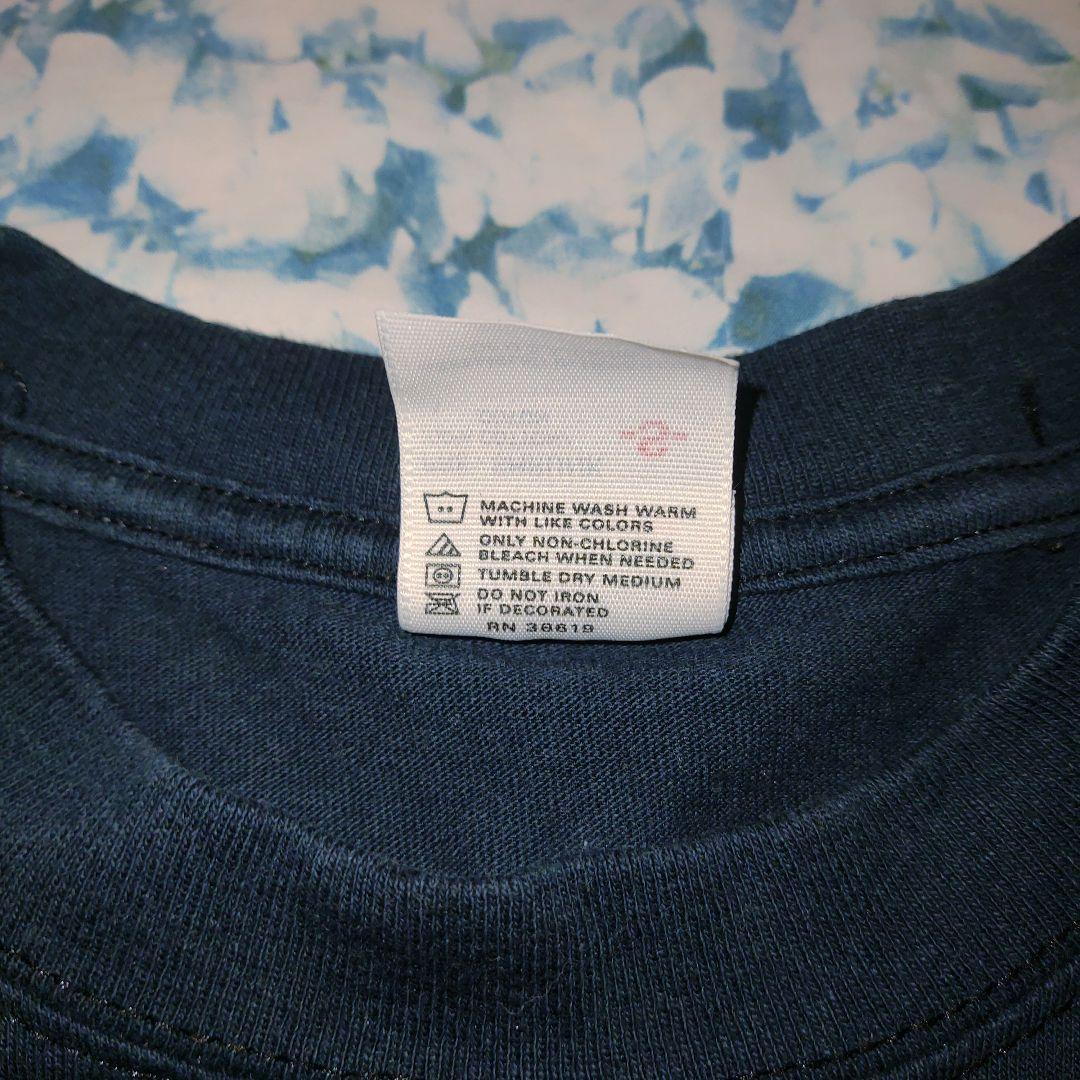 -2-
MACHINE WASH WARM
WITH LIKE COLORS
ONLY NON-CHLORINE
BLEACH WHEN NEEDED
TUMBLE DRY MEDIUM
DO NOT IRON
IF DECORATED
RN 36619